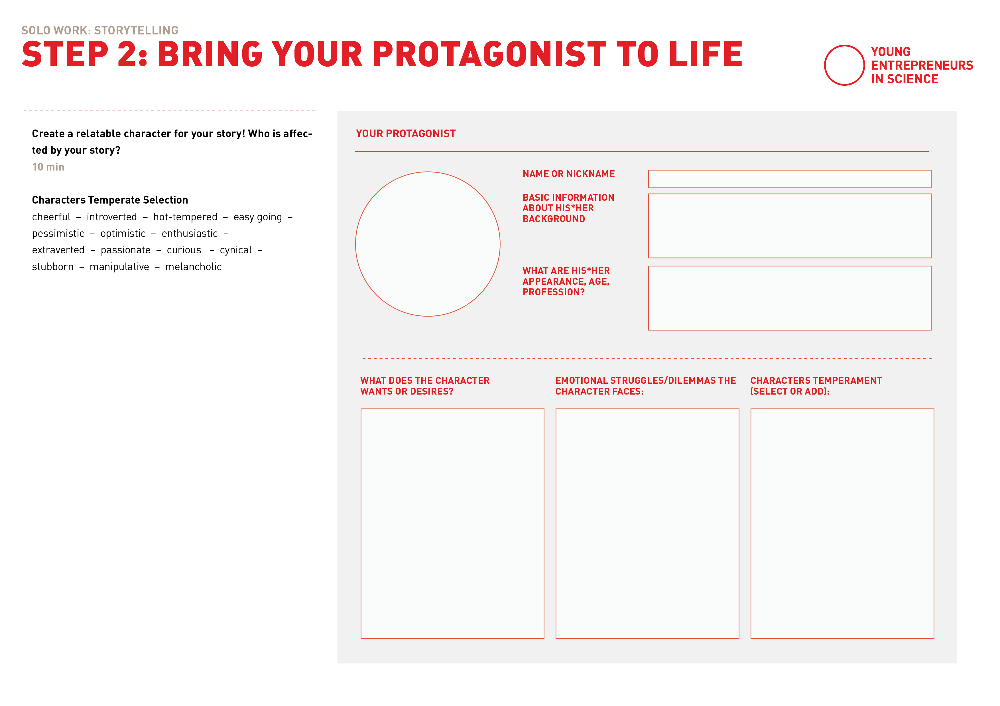 SOLO WORK: STORYTELLING
STEP 2: BRING YOUR PROTAGONIST TO LIFE
YOUNG
ENTREPRENEURS
IN SCIENCE
Create a relatable character for your story! Who is affec-
ted by your story?
10 min
Characters Temperate Selection
cheerful – introverted – hot-tempered – easy going –
pessimistic – optimistic – enthusiastic –
extraverted – passionate – curious – cynical –
stubborn – manipulative – melancholic
YOUR PROTAGONIST
NAME OR NICKNAME
BASIC INFORMATION
ABOUT HIS*HER
BACKGROUND
WHAT ARE HIS*HER
APPEARANCE, AGE,
PROFESSION?
WHAT DOES THE CHARACTER
WANTS OR DESIRES?
EMOTIONAL STRUGGLES/DILEMMAS THE
CHARACTER FACES:
CHARACTERS TEMPERAMENT
(SELECT OR ADD):